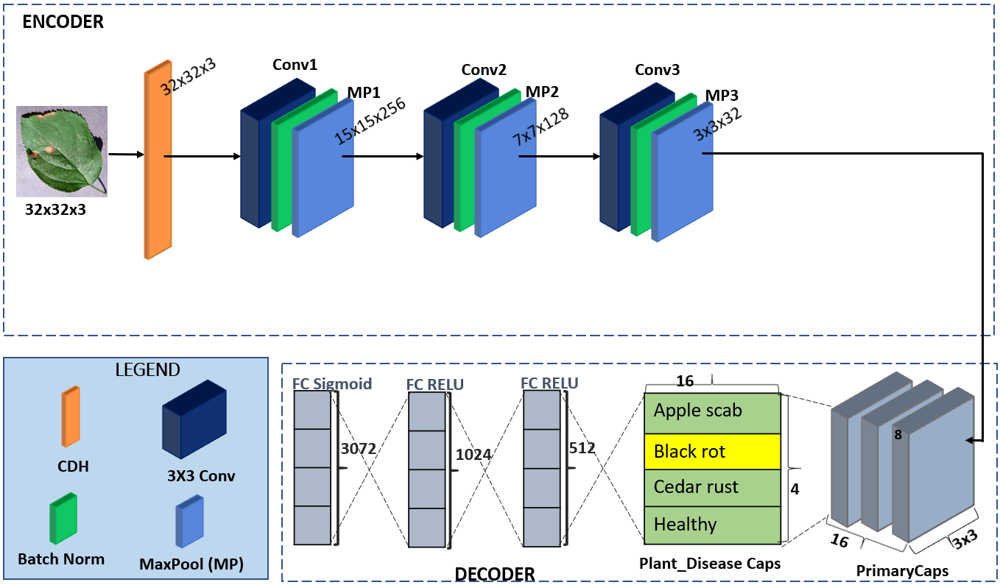 ENCODER
32x32x3
32x32x3
Conv1
MP1
15x15x256
Conv2
MP2
7x7x128
Conv3
MP3
3x3x32
LEGEND
CDH
3X3 Conv
Batch Norm
MaxPool (MP)
FC Sigmoid
3072
FC RELU
1024
FC RELU
512
16
Apple scab
Black rot
Cedar rust
Healthy
4
Plant_Disease Caps
8
16
3x3
PrimaryCaps
DECODER